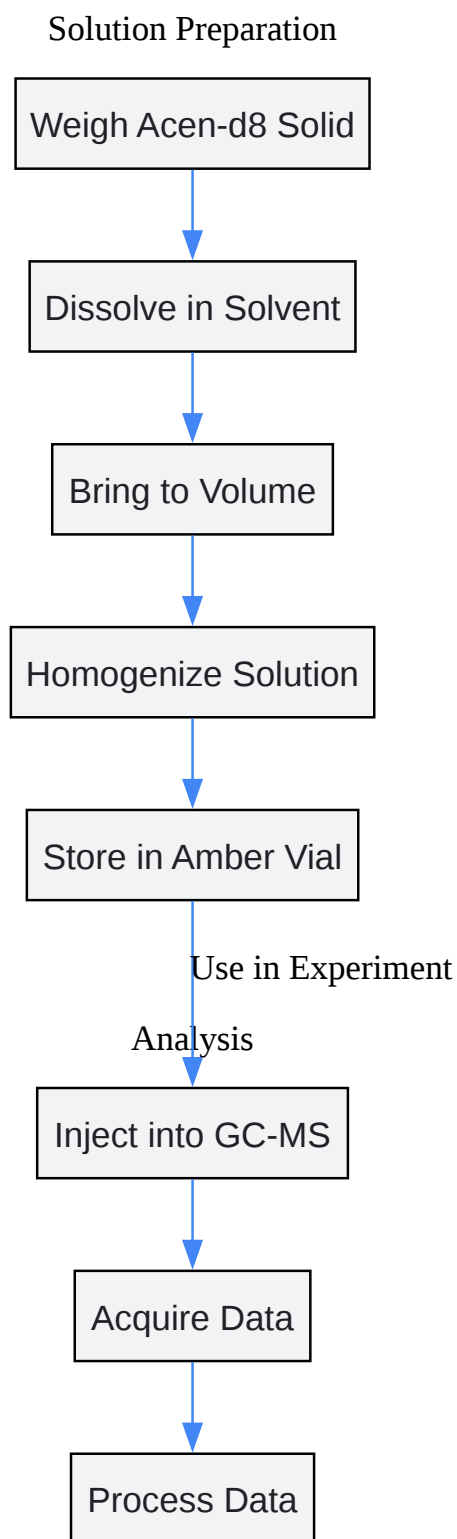 Solution Preparation
Weigh Acen-d8 Solid
Dissolve in Solvent
Bring to Volume
Homogenize Solution
Store in Amber Vial
Use in Experiment
Analysis
Inject into GC-MS
Acquire Data
Process Data